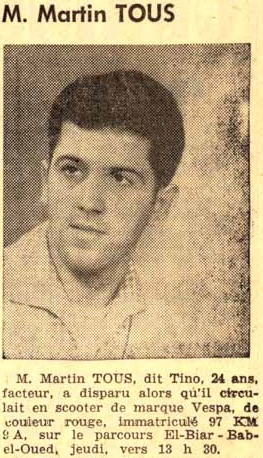 M. Martin TOUS
M. Martin TOUS, dit Tino, 24 ans,
facteur, a disparu alors qu'il circu-
lait en scooter de marque Vespa, de
couleur rouge, immatriculé 97 KM
9 A, sur le parcours El-Biar - Bab-
el-Oued, jeudi, vers 13 h 30.